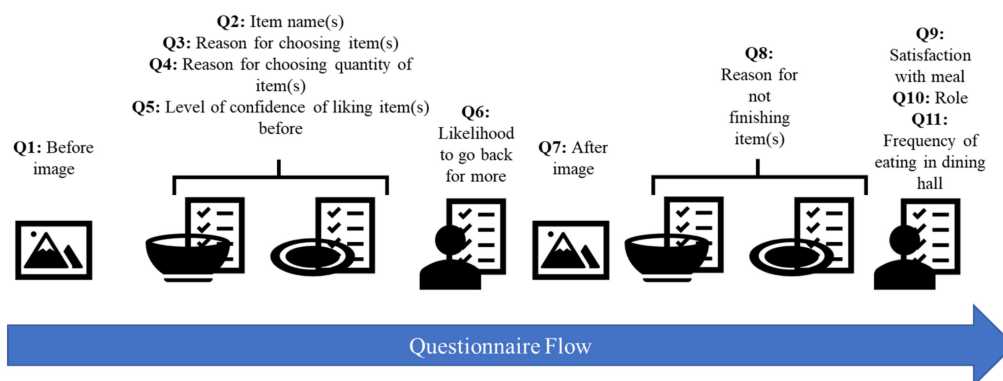 Q1: Before
image
Q2: Item name(s)
Q3: Reason for choosing item(s)
Q4: Reason for choosing quantity of
item(s)
Q5: Level of confidence of liking item(s)
before
Q6:
Likelihood
to go back
for more
Q7: After
image
Q8:
Reason for
not
finishing
item(s)
Q9:
Satisfaction
with meal
Q10: Role
Q11:
Frequency of
eating in dining
hall
Questionnaire Flow